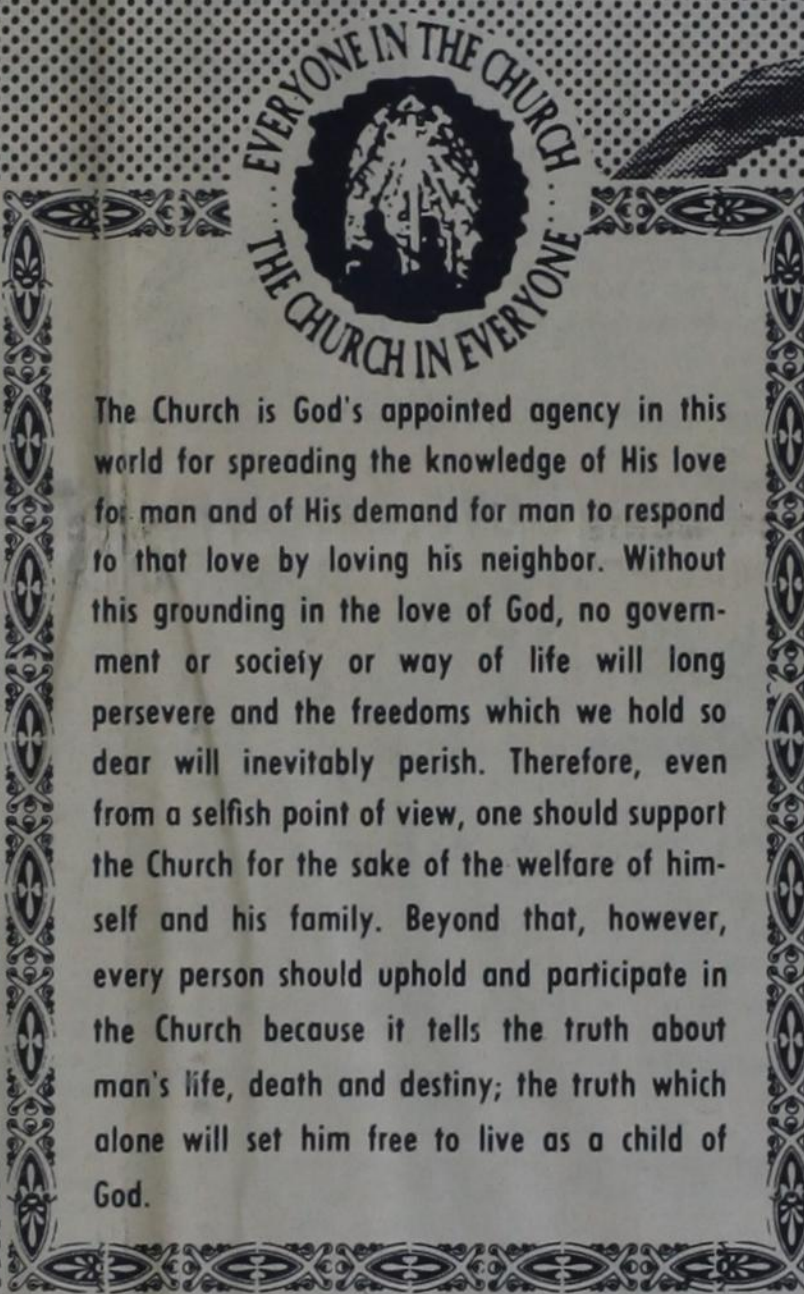 EVERYONE IN THE CHURCH
THE CHURCH IN EVERYONE
The Church is God's appointed agency in this
world for spreading the knowledge of His love
for man and of His demand for man to respond
to that love by loving his neighbor. Without
this grounding in the love of God, no govern-
ment or society or way of life will long
persevere and the freedoms which we hold so
dear will inevitably perish. Therefore, even
from a selfish point of view, one should support
the Church for the sake of the welfare of him-
self and his family. Beyond that, however,
every person should uphold and participate in
the Church because it tells the truth about
man's life, death and destiny; the truth which
alone will set him free to live as a child of
God.